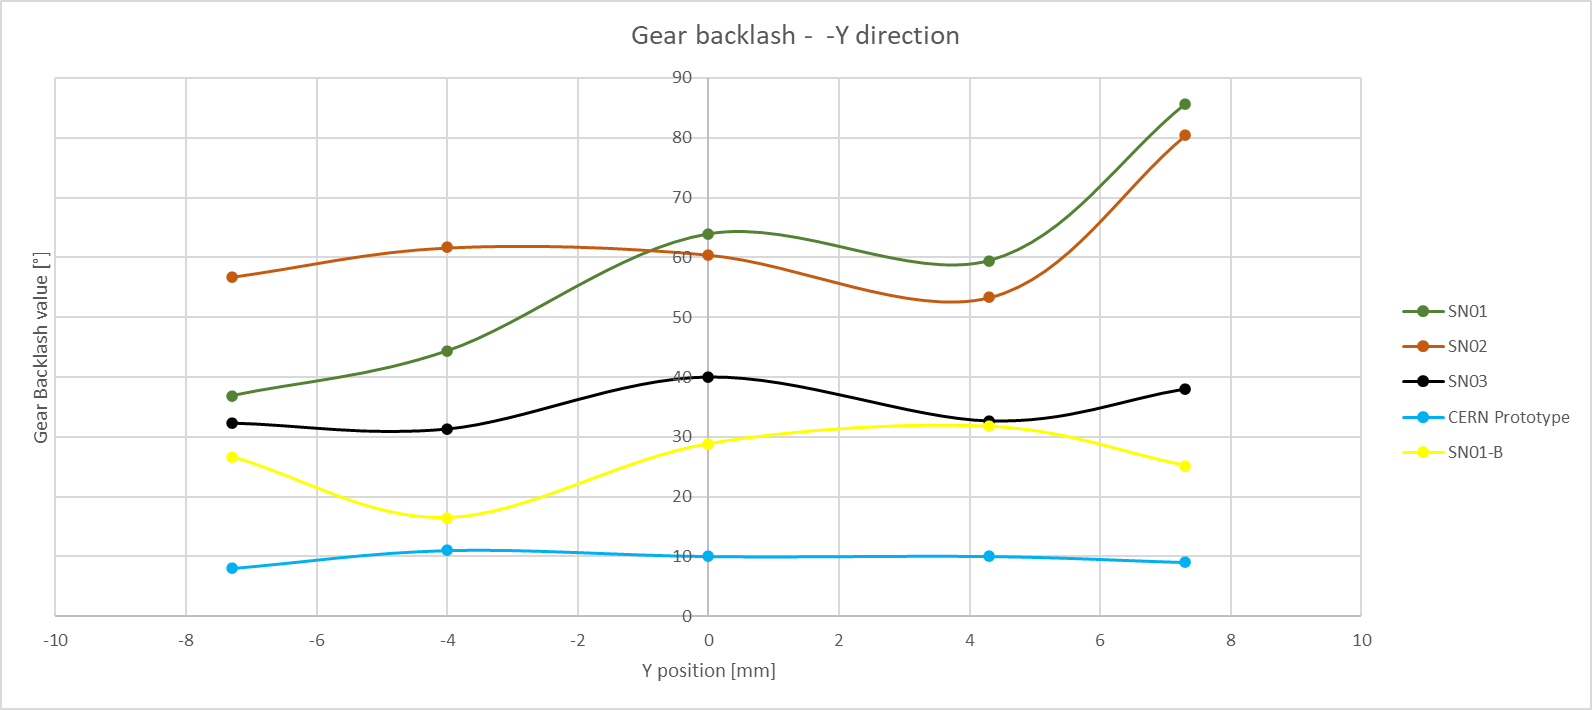 Gear backlash -  -Y direction
Gear Backlash value [°]
90
80
70
60
50
40
30
20
10
0
-10 -8 -6 -4 -2 0 2 4 6 8 10
Y position [mm]
SN01
SN02
SN03
CERN Prototype
SN01-B